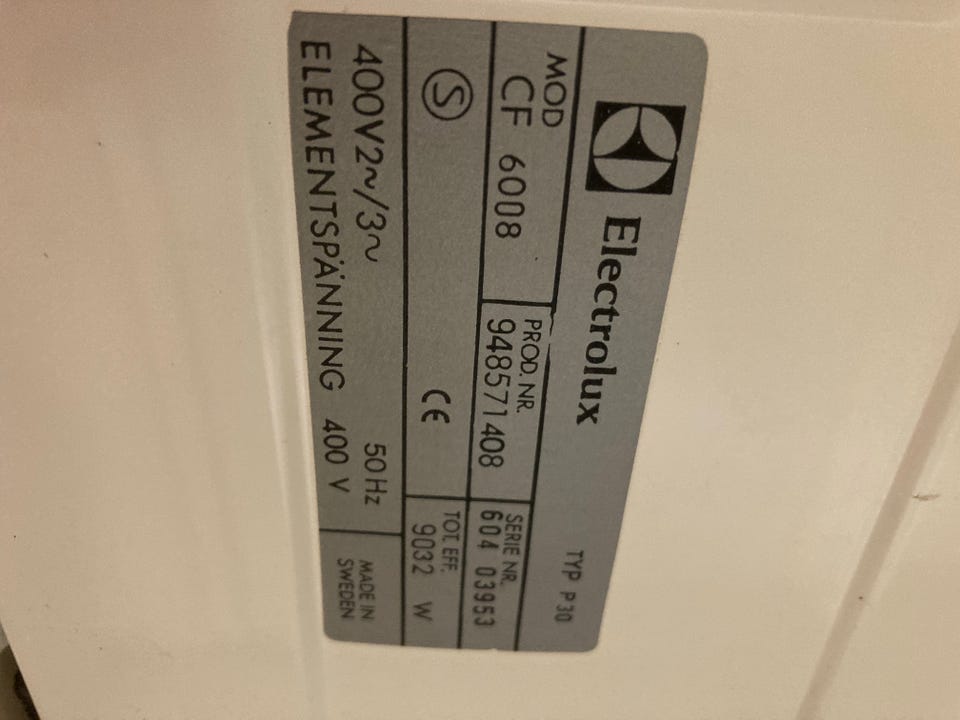 Electrolux
TYP P30
MOD
CF 6008
PROD. NR.
948571408
SERIE NR.
604 03953
S
CE
TOT. EFF.
9032 W
400V2~/3~ 50 Hz
ELEMENTSPÄNNING 400 V
MADE IN
SWEDEN